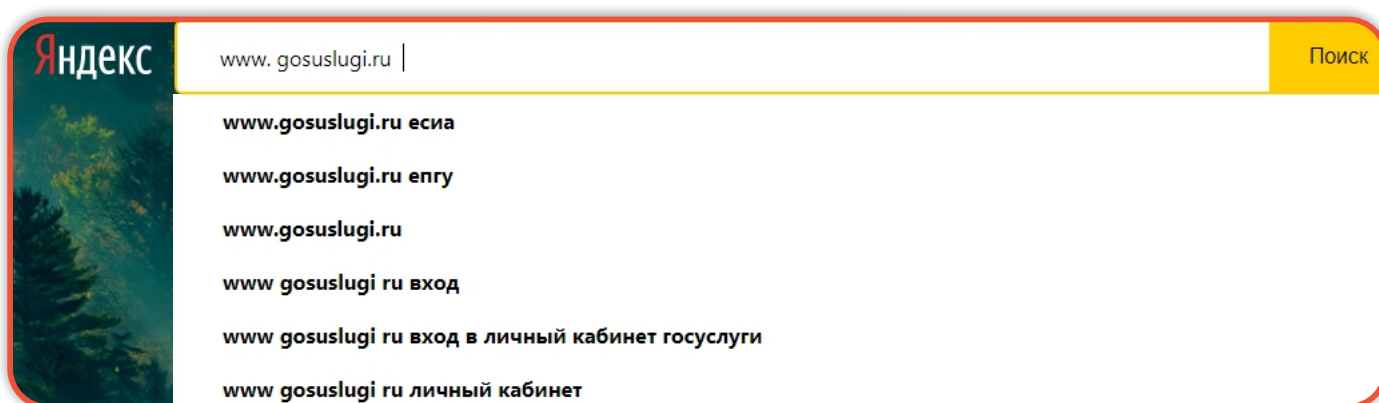 Яндекс www. gosuslugi.ru Поиск
www.gosuslugi.ru есиа
www.gosuslugi.ru епгу
www.gosuslugi.ru
www gosuslugi ru вход
www gosuslugi ru вход в личный кабинет госуслуги
www gosuslugi ru личный кабинет